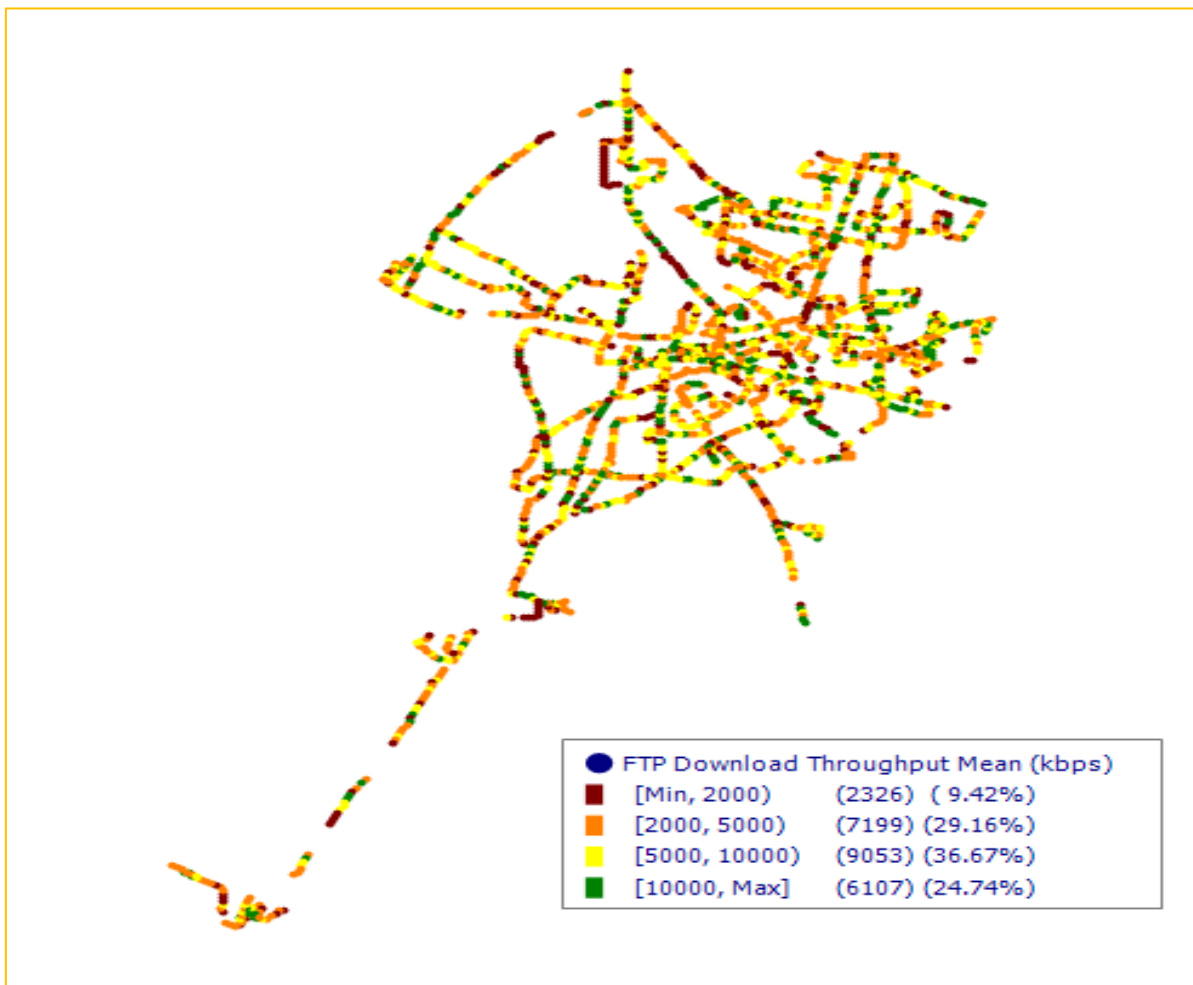 FTP Download Throughput Mean (kbps)
[Min, 2000) (2326) ( 9.42%)
[2000, 5000) (7199) (29.16%)
[5000, 10000) (9053) (36.67%)
[10000, Max] (6107) (24.74%)